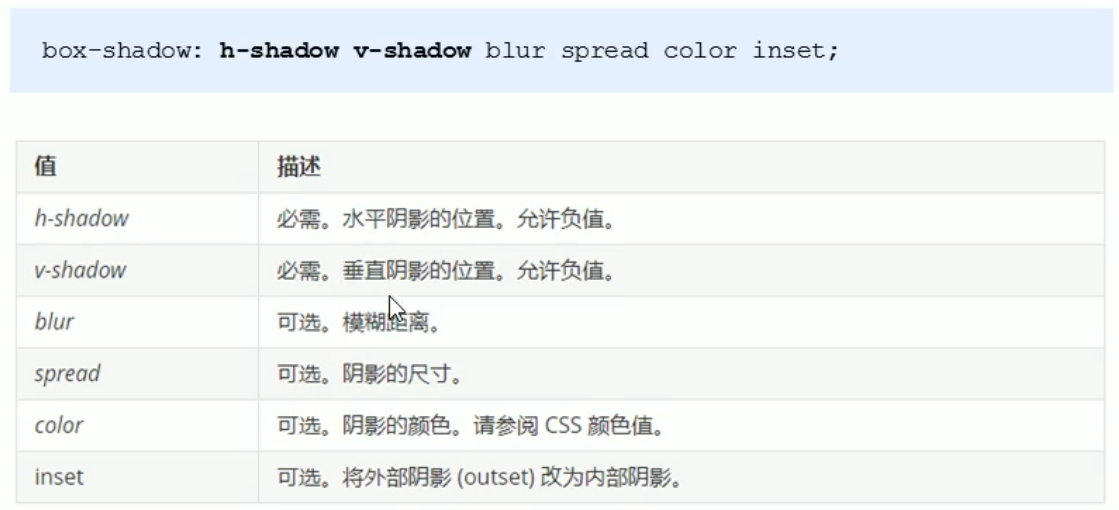 box-shadow: h-shadow v-shadow blur spread color inset;
值 描述
h-shadow 必需。水平阴影的位置。允许负值。
v-shadow 必需。垂直阴影的位置。允许负值。
blur 可选。模糊距离。
spread 可选。阴影的尺寸。
color 可选。阴影的颜色。请参阅 CSS 颜色值。
inset 可选。将外部阴影 (outset) 改为内部阴影。